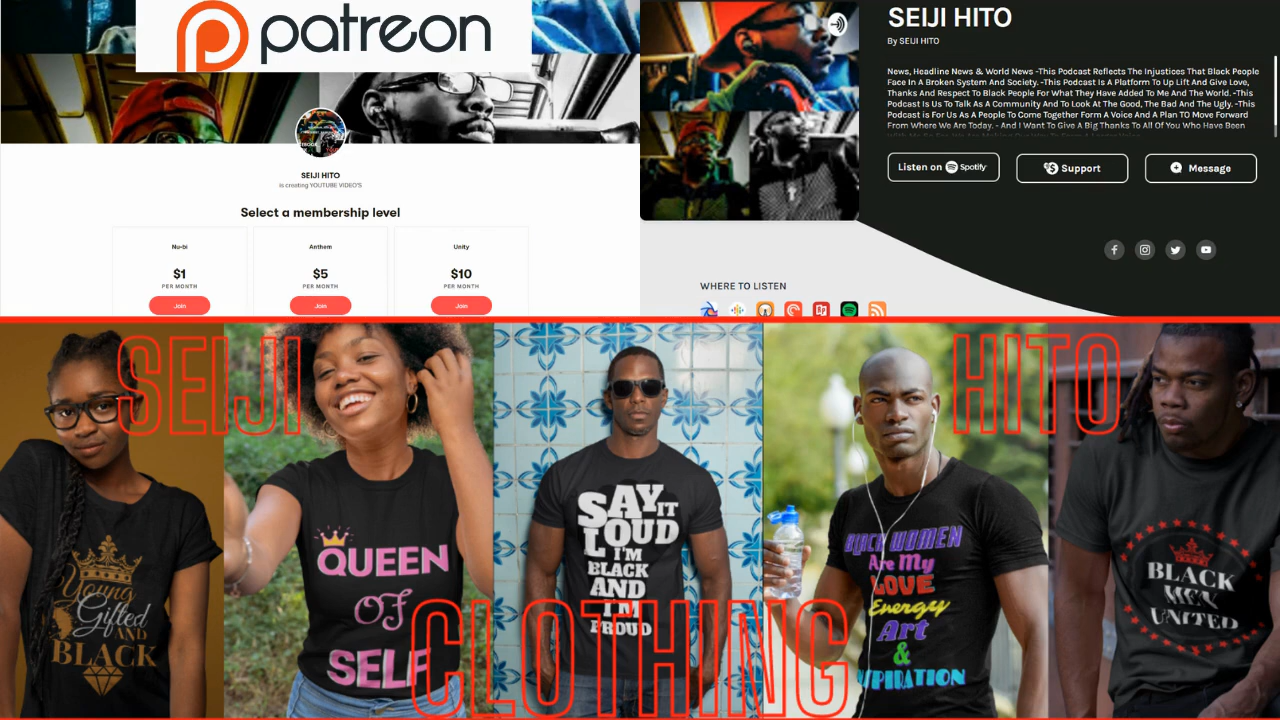 patreon
SEIJI HITO
is creating YOUTUBE VIDEO'S
Select a membership level
Nu-bi
$1
PER MONTH
Join
Anthem
$5
PER MONTH
Join
Unity
$10
PER MONTH
Join
SEIJI HITO
By SEIJI HITO
News, Headline News & World News -This Podcast Reflects The Injustices That Black People
Face In A Broken System And Society. -This Podcast Is A Platform To Up Lift And Give Love,
Thanks And Respect To Black People For What They Have Added To Me And The World. -This
Podcast Is Us To Talk As A Community And To Look At The Good, The Bad And The Ugly. -This
Podcast is For Us As A People To Come Together Form A Voice And A Plan TO Move Forward
From Where We Are Today. - And I Want To Give A Big Thanks To All Of You Who Have Been
Listen on Spotify
Support
Message
WHERE TO LISTEN
SEIJI HITO
CLOTHING
Young
Gifted
AND
BLACK
QUEEN
OF
SELF
SAY IT
LOUD
I'M
BLACK
AND
I'M
PROUD
BLACK WOMEN
Are My
LOVE
Energy
Art
&
INSPIRATION
BLACK
MEN
UNITED